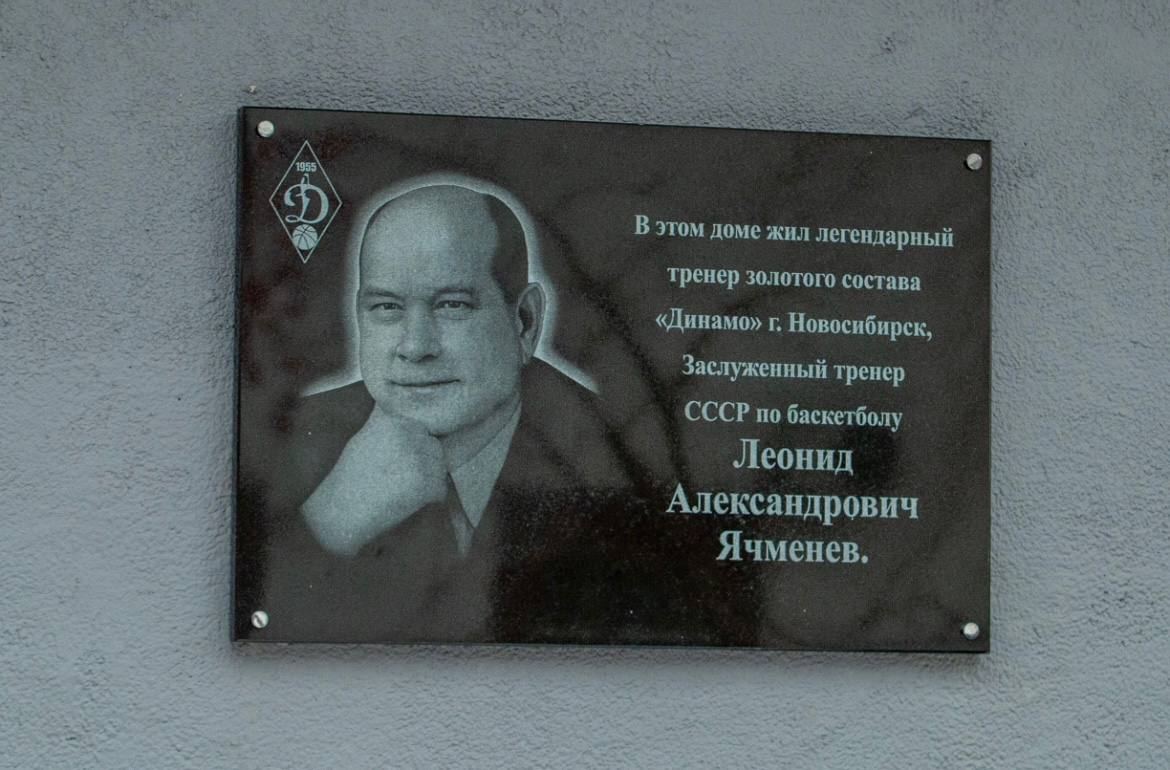 1955
Д
В этом доме жил легендарный
тренер золотого состава
«Динамо» г. Новосибирск,
Заслуженный тренер
СССР по баскетболу
Леонид
Александрович
Ячменев.